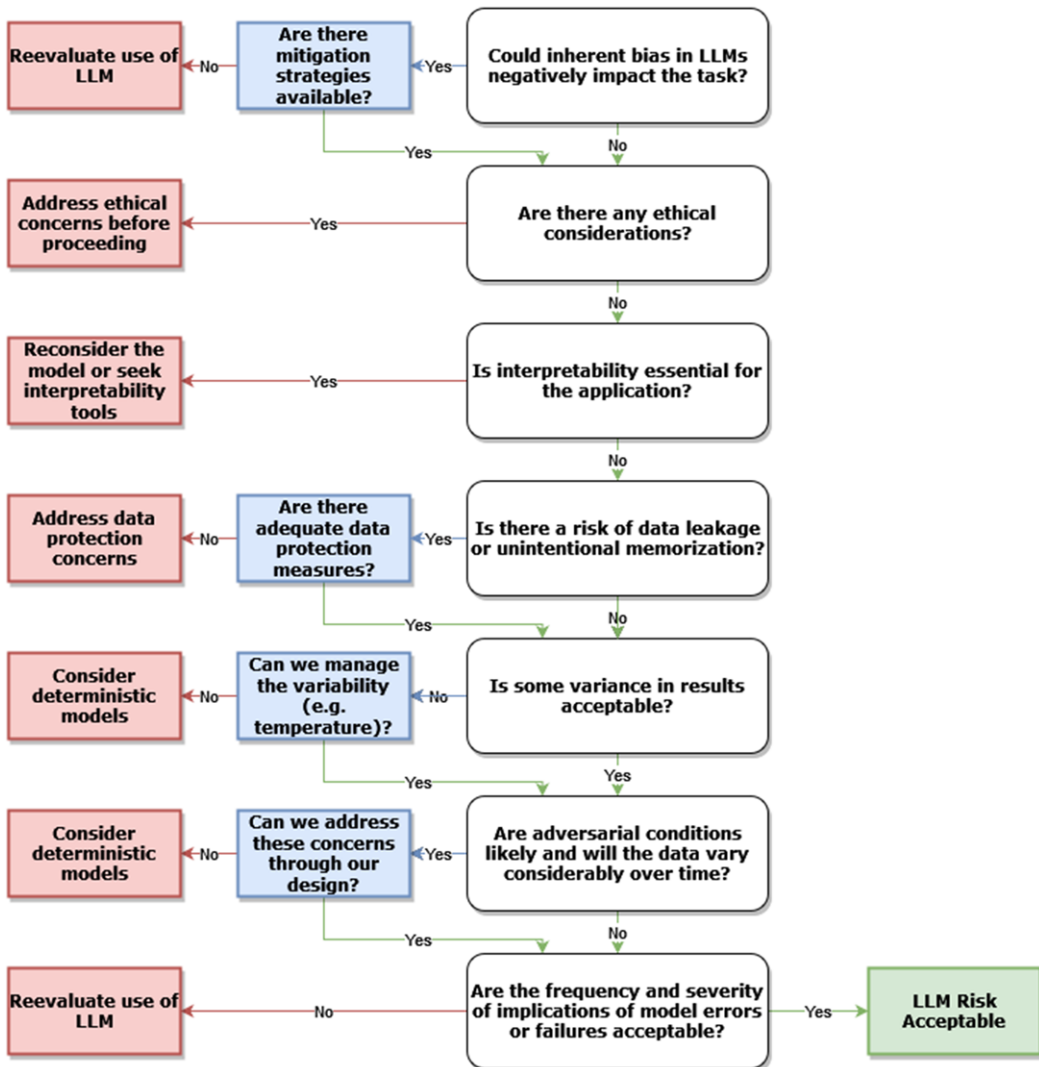 Reevaluate use of
LLM
No
Are there
mitigation
strategies
available?
Yes
Could inherent bias in LLMs
negatively impact the task?
Yes
No
Address ethical
concerns before
proceeding
Yes
Are there any ethical
considerations?
No
Reconsider the
model or seek
interpretability
tools
Yes
Is interpretability essential for
the application?
No
Address data
protection
concerns
No
Are there
adequate data
protection
measures?
Yes
Is there a risk of data leakage
or unintentional memorization?
Yes
No
Consider
deterministic
models
No
Can we manage
the variability
(e.g.
temperature)?
No
Is some variance in results
acceptable?
Yes
Yes
Consider
deterministic
models
No
Can we address
these concerns
through our
design?
Yes
Are adversarial conditions
likely and will the data vary
considerably over time?
Yes
No
Reevaluate use of
LLM
No
Are the frequency and severity
of implications of model errors
or failures acceptable?
Yes
LLM Risk
Acceptable